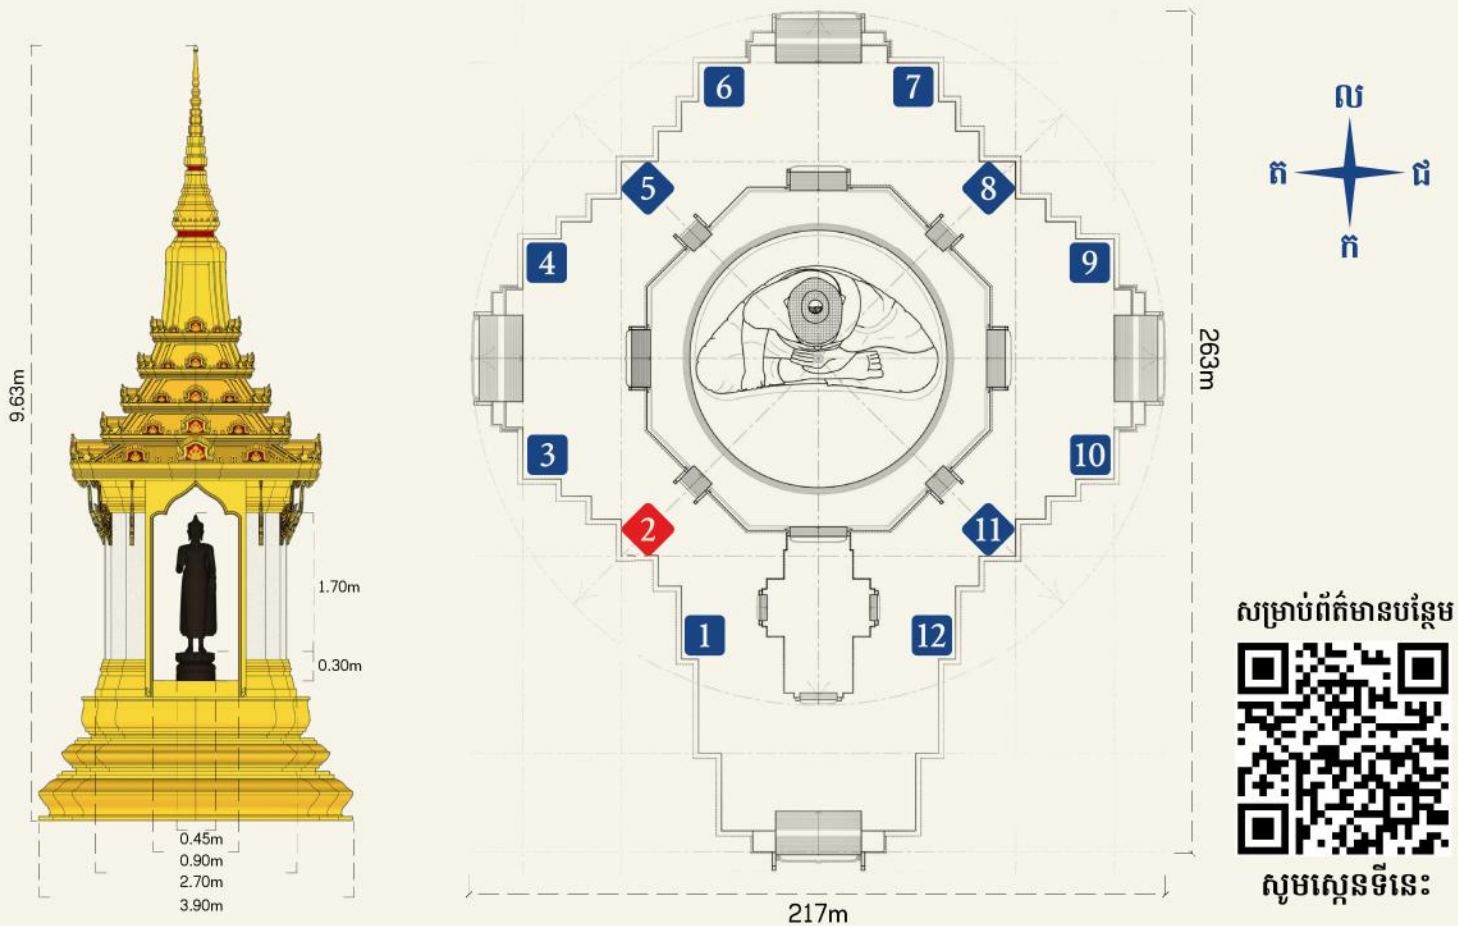 9.63m
1.70m
0.30m
0.45m
0.90m
2.70m
3.90m
6
7
5
8
4
9
3
10
2
11
1
12
263m
217m
ល
ត
ជ
ក
សម្រាប់ព័ត៌មានបន្ថែម
សូមស្កេនទីនេះ